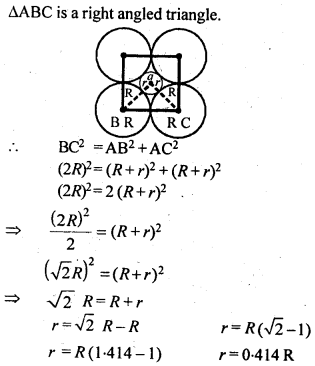 ΔABC is a right angled triangle.
a
r r
R R
B R R C
∴ BC² = AB² + AC²
(2R)² = (R+r)² + (R+r)²
(2R)² = 2 (R+r)²
⇒ (2R)²/2 = (R+r)²
(√2R)² = (R+r)²
⇒ √2 R = R + r
r = √2 R – R r = R(√2 – 1)
r = R(1·414 – 1) r = 0·414 R